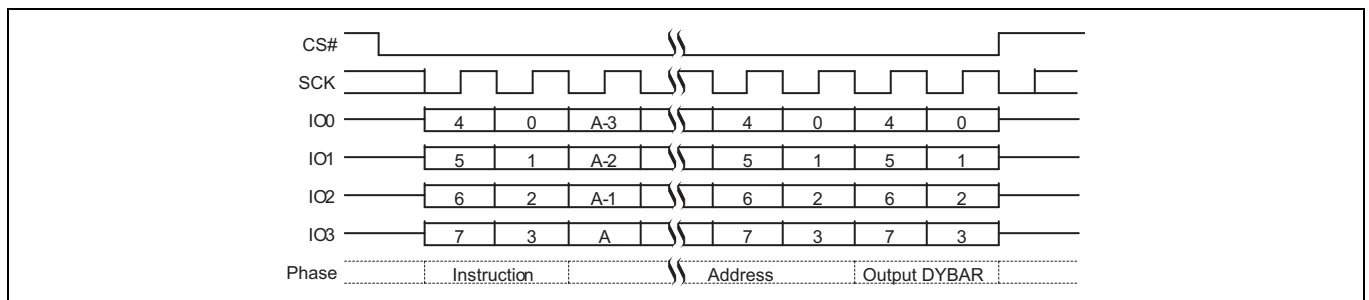 CS#
SCK
IO0 4 0 A-3 4 0 4 0
IO1 5 1 A-2 5 1 5 1
IO2 6 2 A-1 6 2 6 2
IO3 7 3 A 7 3 7 3
Phase Instruction Address Output DYBAR